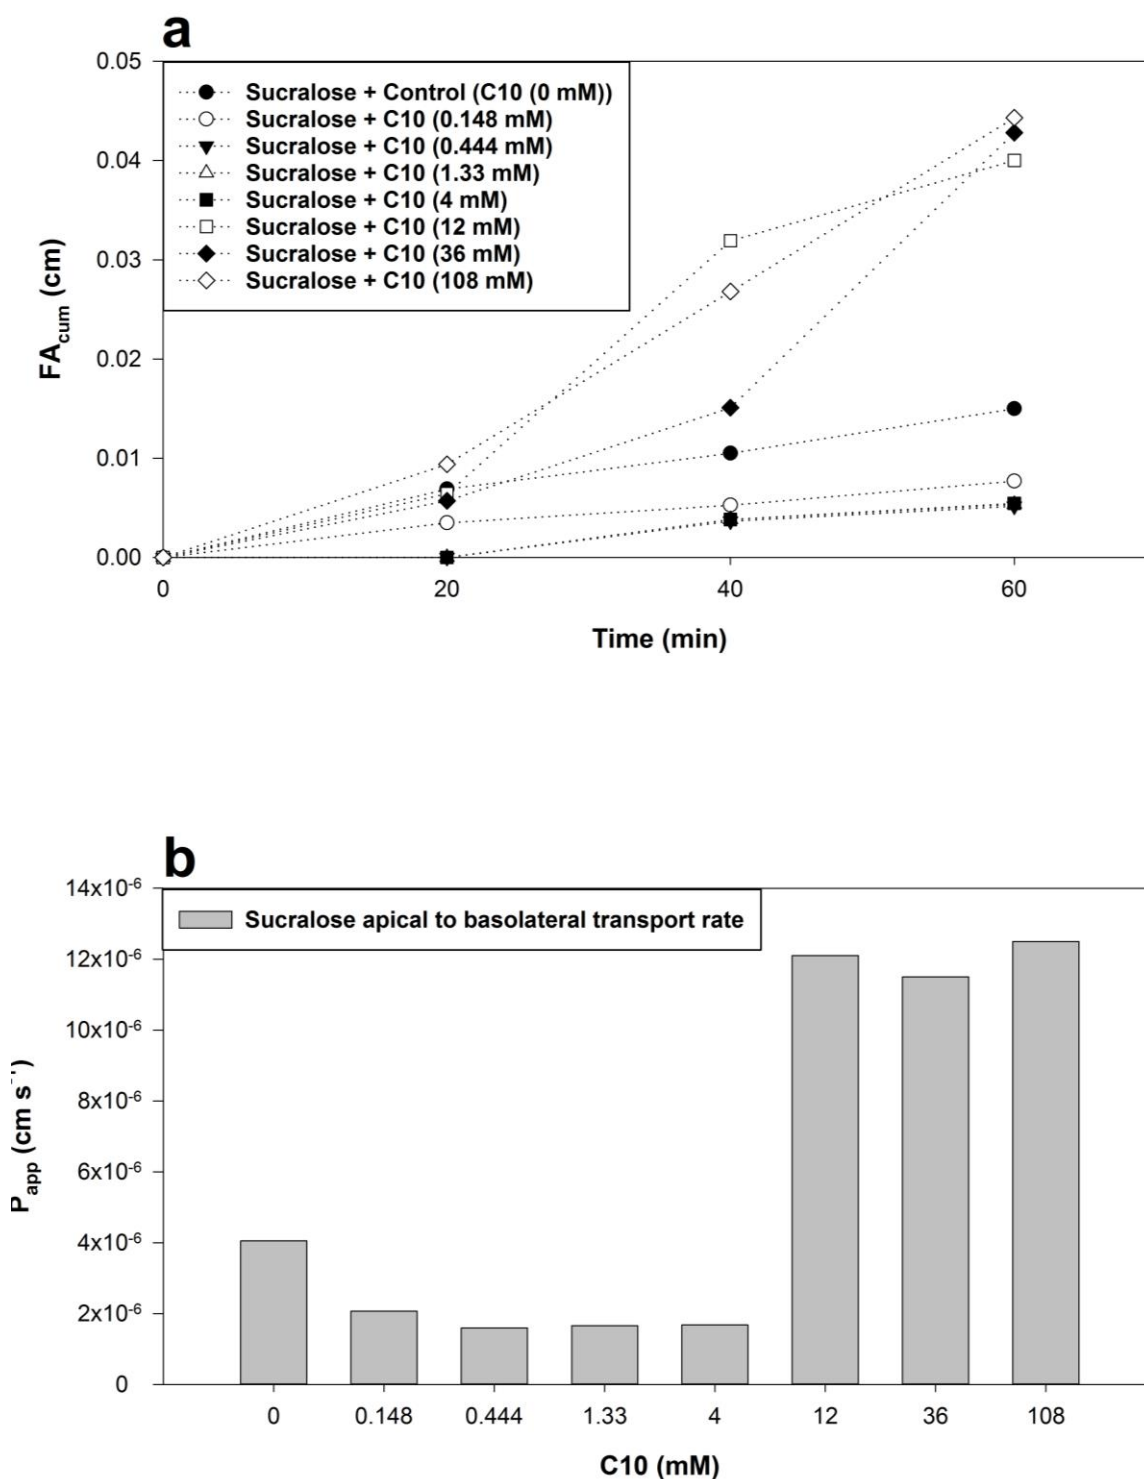 a
0.05
Sucralose + Control (C10 (0 mM))
Sucralose + C10 (0.148 mM)
Sucralose + C10 (0.444 mM)
Sucralose + C10 (1.33 mM)
Sucralose + C10 (4 mM)
Sucralose + C10 (12 mM)
Sucralose + C10 (36 mM)
Sucralose + C10 (108 mM)
0.04
0.03
0.02
0.01
0.00
FAcum (cm)
0 20 40 60
Time (min)
b
14x10⁻⁶
Sucralose apical to basolateral transport rate
12x10⁻⁶
10x10⁻⁶
8x10⁻⁶
6x10⁻⁶
4x10⁻⁶
2x10⁻⁶
0
Papp (cm s⁻¹)
0 0.148 0.444 1.33 4 12 36 108
C10 (mM)